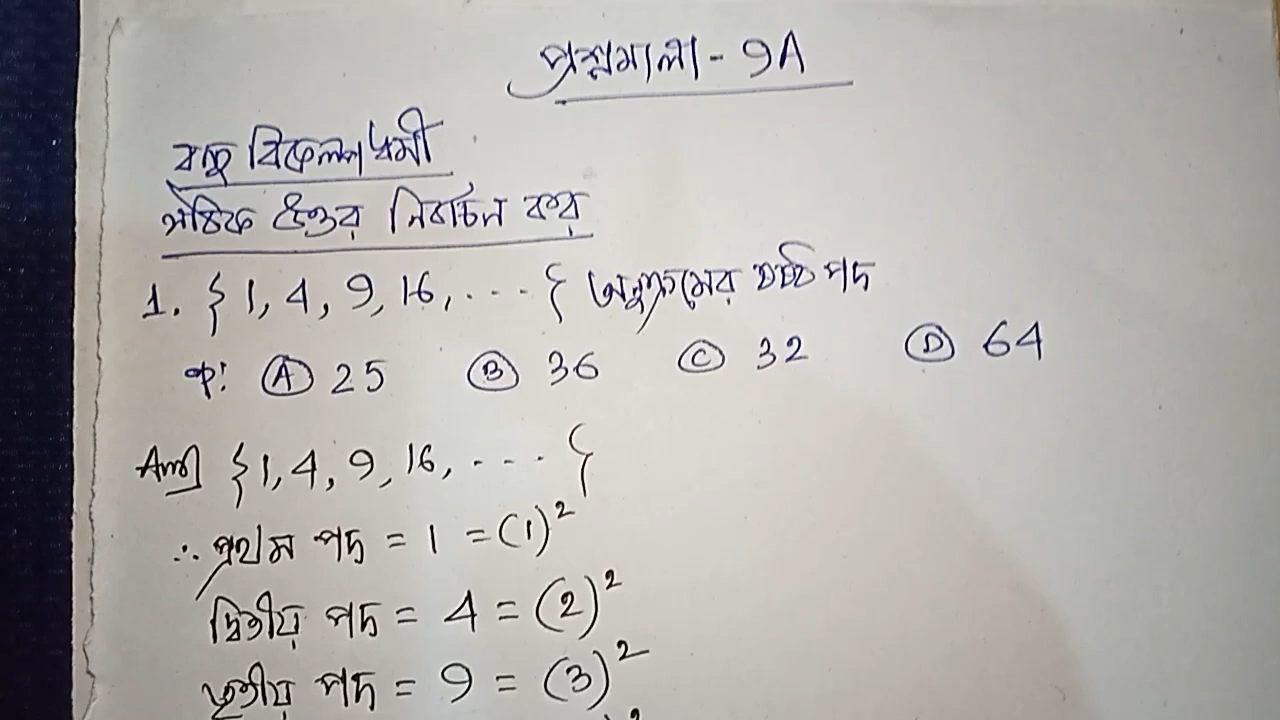 প্রশ্নমালা - 9A
বহু বিকল্প ধর্মী
সঠিক উত্তর নির্বাচন কর
1. { 1, 4, 9, 16, .... } অনুক্রমের ষষ্ঠ পদ
ক: (A) 25 (B) 36 (C) 32 (D) 64
Ans] {1, 4, 9, 16, .... }
∴ প্রথম পদ = 1 = (1)²
দ্বিতীয় পদ = 4 = (2)²
তৃতীয় পদ = 9 = (3)²